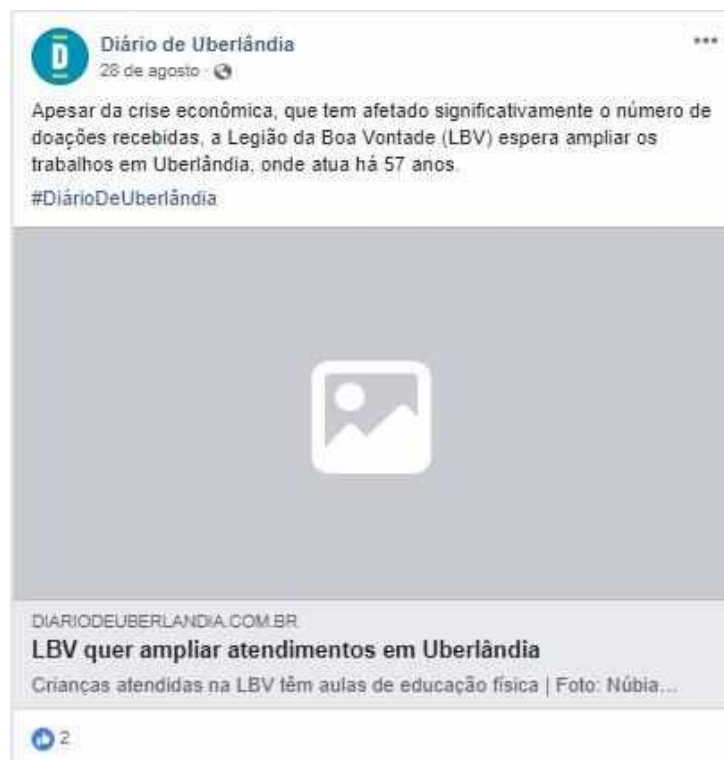 Diário de Uberlândia
28 de agosto ·
Apesar da crise econômica, que tem afetado significativamente o número de
doações recebidas, a Legião da Boa Vontade (LBV) espera ampliar os
trabalhos em Uberlândia, onde atua há 57 anos.
#DiárioDeUberlândia
DIARIODEUBERLANDIA.COM.BR
LBV quer ampliar atendimentos em Uberlândia
Crianças atendidas na LBV têm aulas de educação física | Foto: Núbia...
2